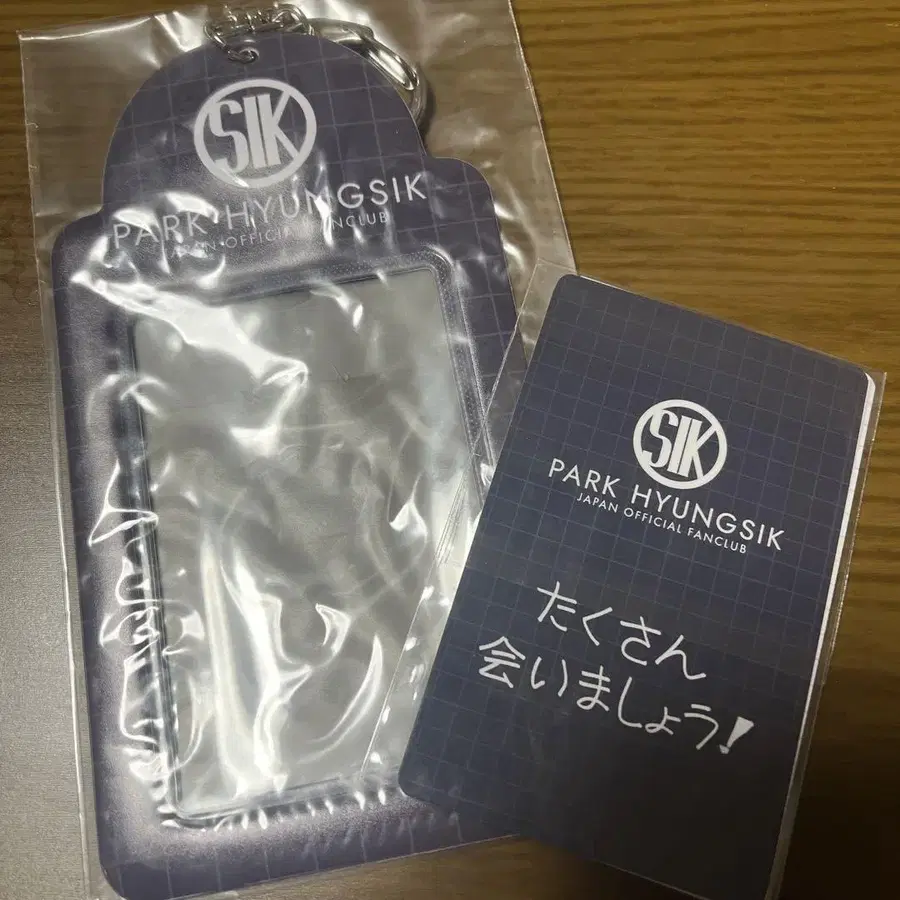 SIK
PARK HYUNGSIK
JAPAN OFFICIAL FANCLUB
SIK
PARK HYUNGSIK
JAPAN OFFICIAL FANCLUB
たくさん
会いましょう!